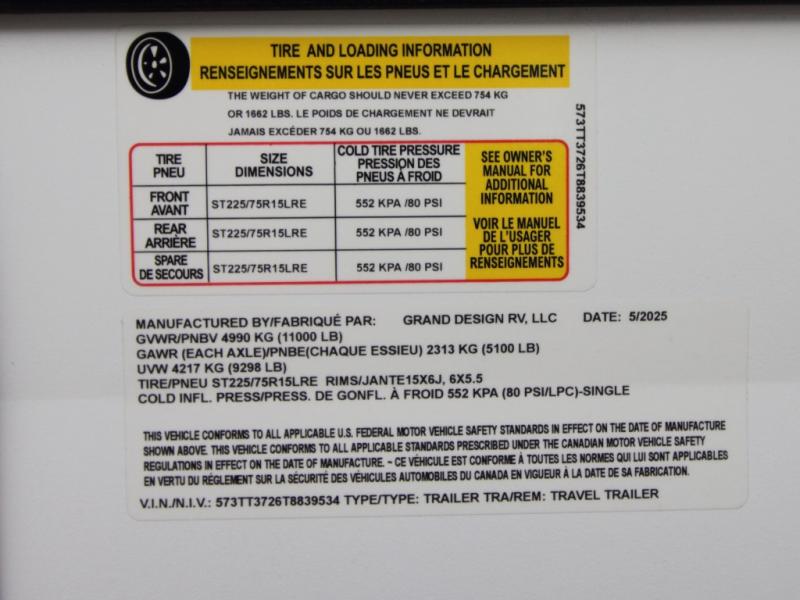 TIRE AND LOADING INFORMATION
RENSEIGNEMENTS SUR LES PNEUS ET LE CHARGEMENT
THE WEIGHT OF CARGO SHOULD NEVER EXCEED 754 KG
OR 1662 LBS. LE POIDS DE CHARGEMENT NE DEVRAIT
JAMAIS EXCÉDER 754 KG OU 1662 LBS.
TIRE
PNEU
SIZE
DIMENSIONS
COLD TIRE PRESSURE
PRESSION DES
PNEUS À FROID
FRONT
AVANT
ST225/75R15LRE
552 KPA /80 PSI
REAR
ARRIÈRE
ST225/75R15LRE
552 KPA /80 PSI
SPARE
DE SECOURS
ST225/75R15LRE
552 KPA /80 PSI
SEE OWNER'S
MANUAL FOR
ADDITIONAL
INFORMATION
VOIR LE MANUEL
DE L'USAGER
POUR PLUS DE
RENSEIGNEMENTS
573TT3726T8839534
MANUFACTURED BY/FABRIQUÉ PAR: GRAND DESIGN RV, LLC DATE: 5/2025
GVWR/PNBV 4990 KG (11000 LB)
GAWR (EACH AXLE)/PNBE(CHAQUE ESSIEU) 2313 KG (5100 LB)
UVW 4217 KG (9298 LB)
TIRE/PNEU ST225/75R15LRE RIMS/JANTE15X6J, 6X5.5
COLD INFL. PRESS/PRESS. DE GONFL. À FROID 552 KPA (80 PSI/LPC)-SINGLE
THIS VEHICLE CONFORMS TO ALL APPLICABLE U.S. FEDERAL MOTOR VEHICLE SAFETY STANDARDS IN EFFECT ON THE DATE OF MANUFACTURE
SHOWN ABOVE. THIS VEHICLE CONFORMS TO ALL APPLICABLE STANDARDS PRESCRIBED UNDER THE CANADIAN MOTOR VEHICLE SAFETY
REGULATIONS IN EFFECT ON THE DATE OF MANUFACTURE. - CE VÉHICULE EST CONFORME À TOUTES LES NORMES QUI LUI SONT APPLICABLES
EN VERTU DU RÈGLEMENT SUR LA SÉCURITÉ DES VÉHICULES AUTOMOBILES DU CANADA EN VIGUEUR À LA DATE DE SA FABRICATION.
V.I.N./N.I.V.: 573TT3726T8839534 TYPE/TYPE: TRAILER TRA/REM: TRAVEL TRAILER